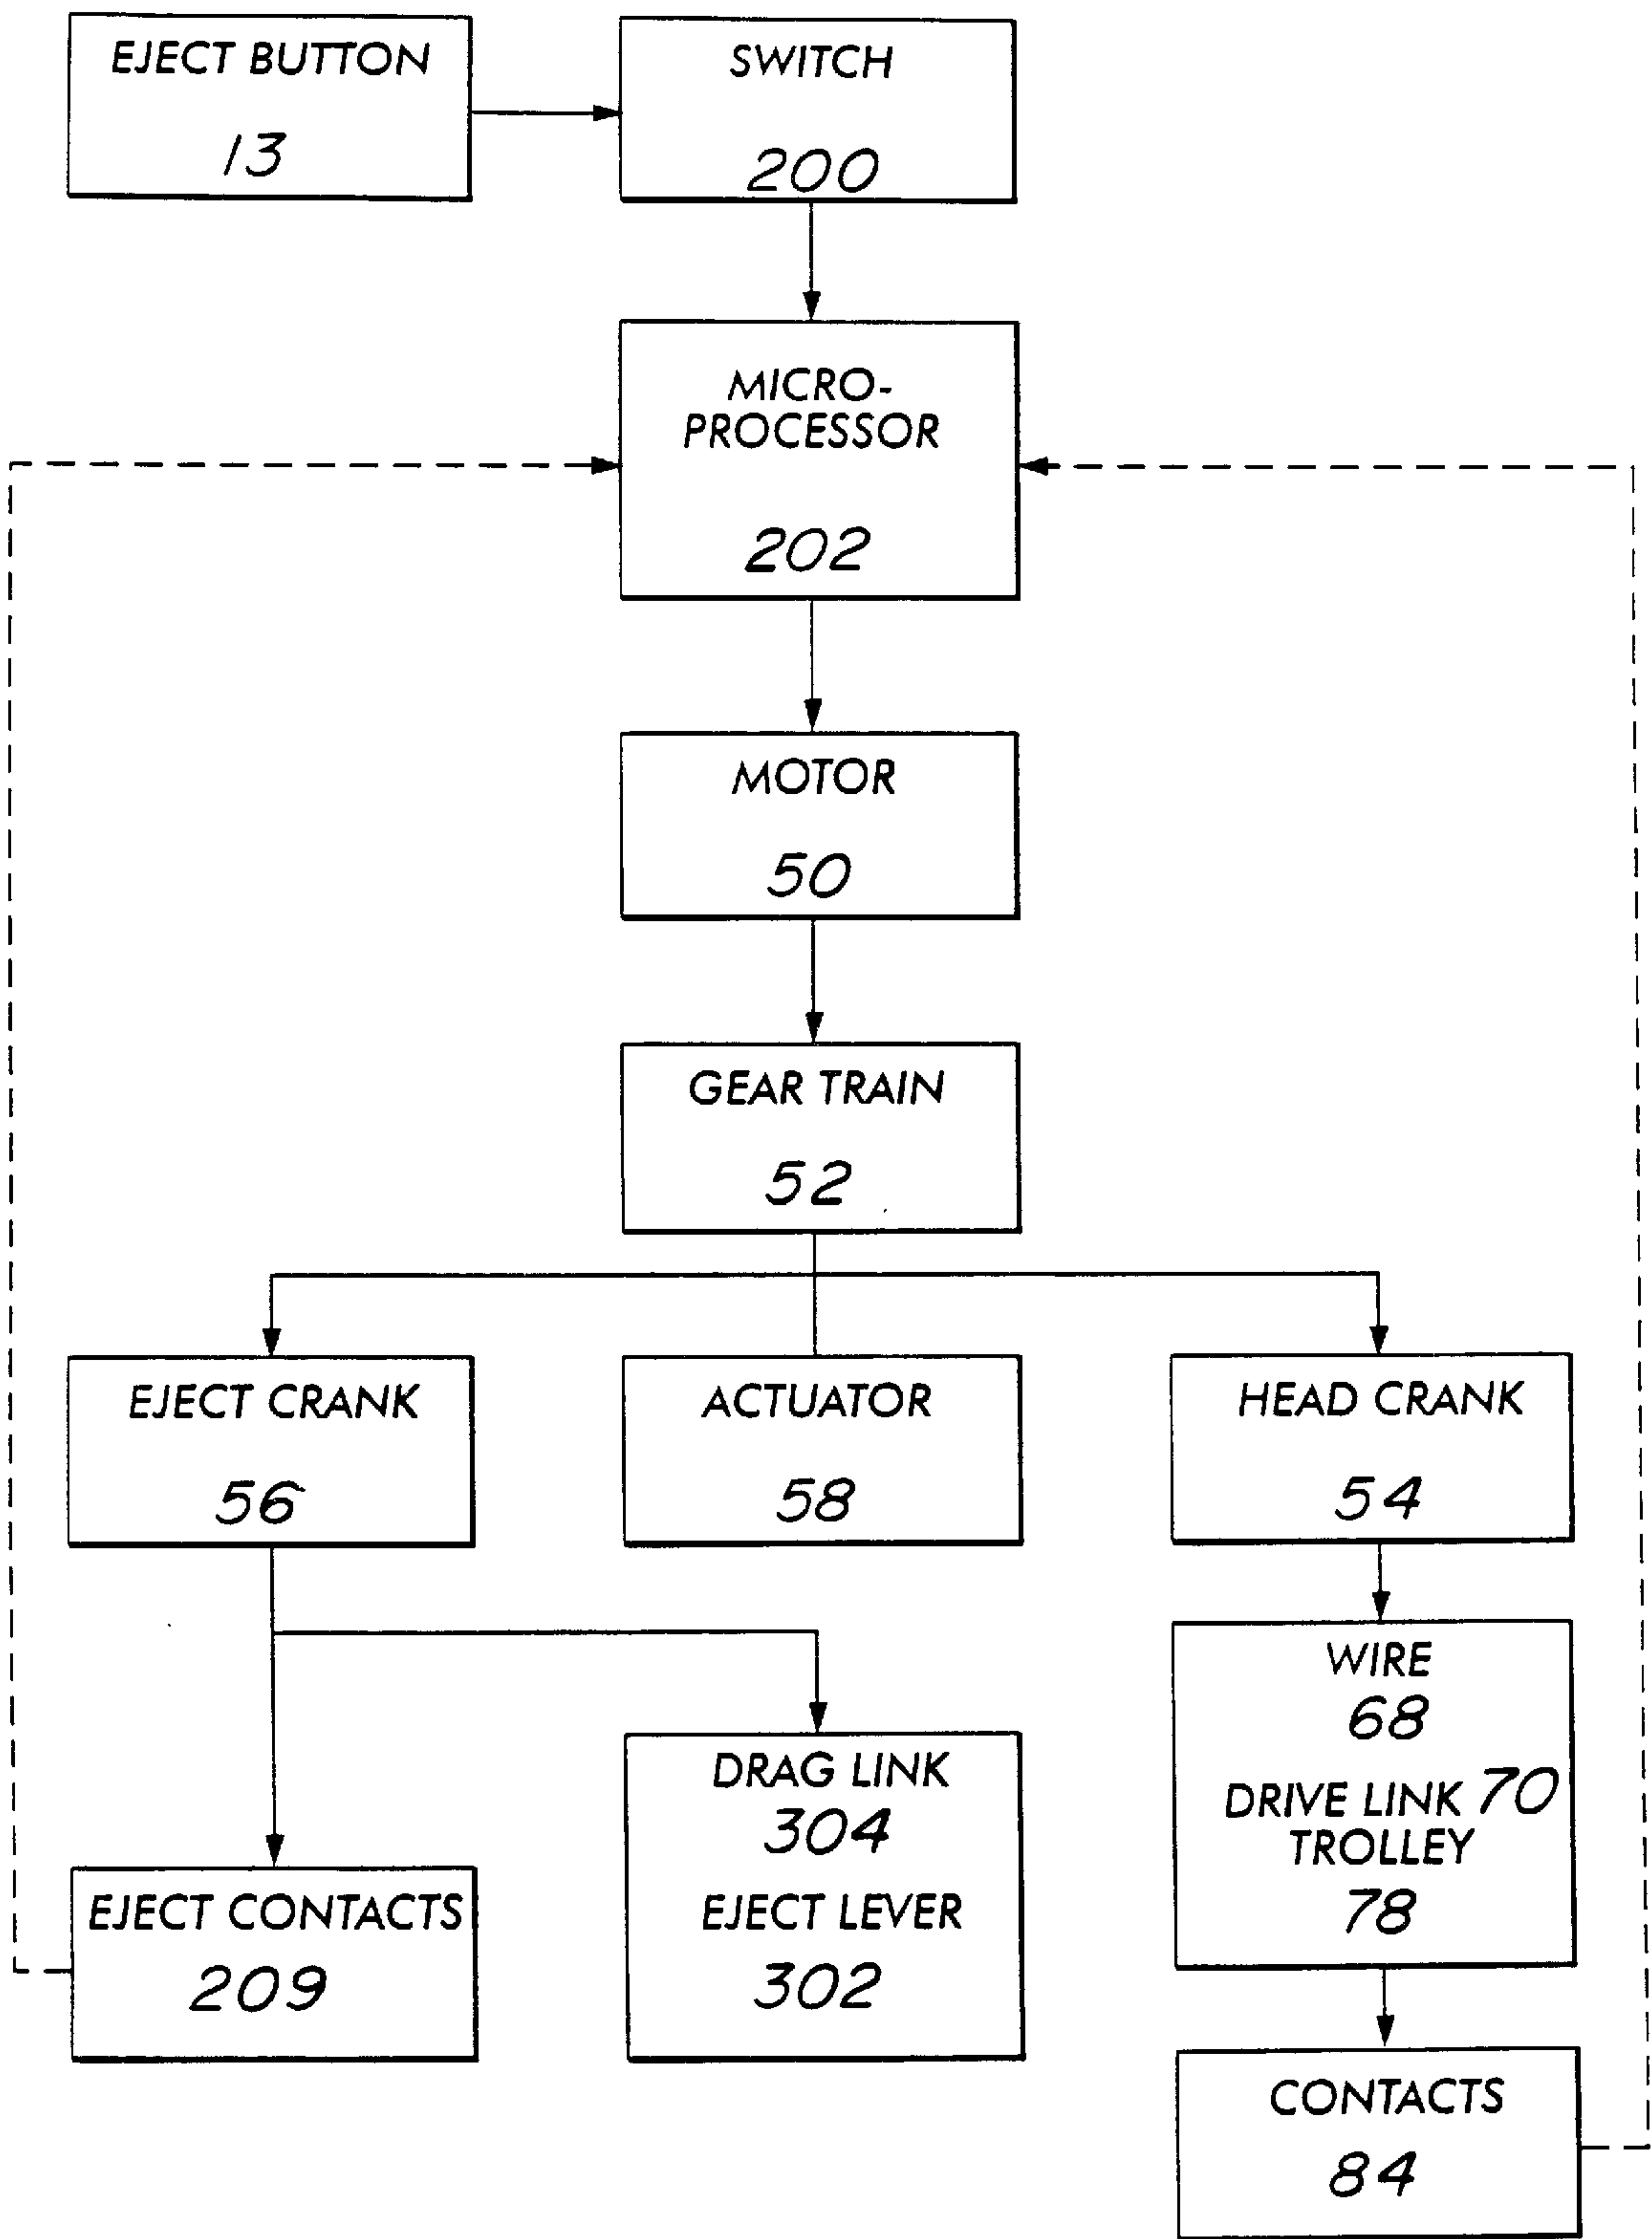 EJECT BUTTON
13
SWITCH
200
MICRO-
PROCESSOR
202
MOTOR
50
GEAR TRAIN
52
EJECT CRANK
56
ACTUATOR
58
HEAD CRANK
54
WIRE
68
DRIVE LINK 70
TROLLEY
78
DRAG LINK
304
EJECT LEVER
302
EJECT CONTACTS
209
CONTACTS
84